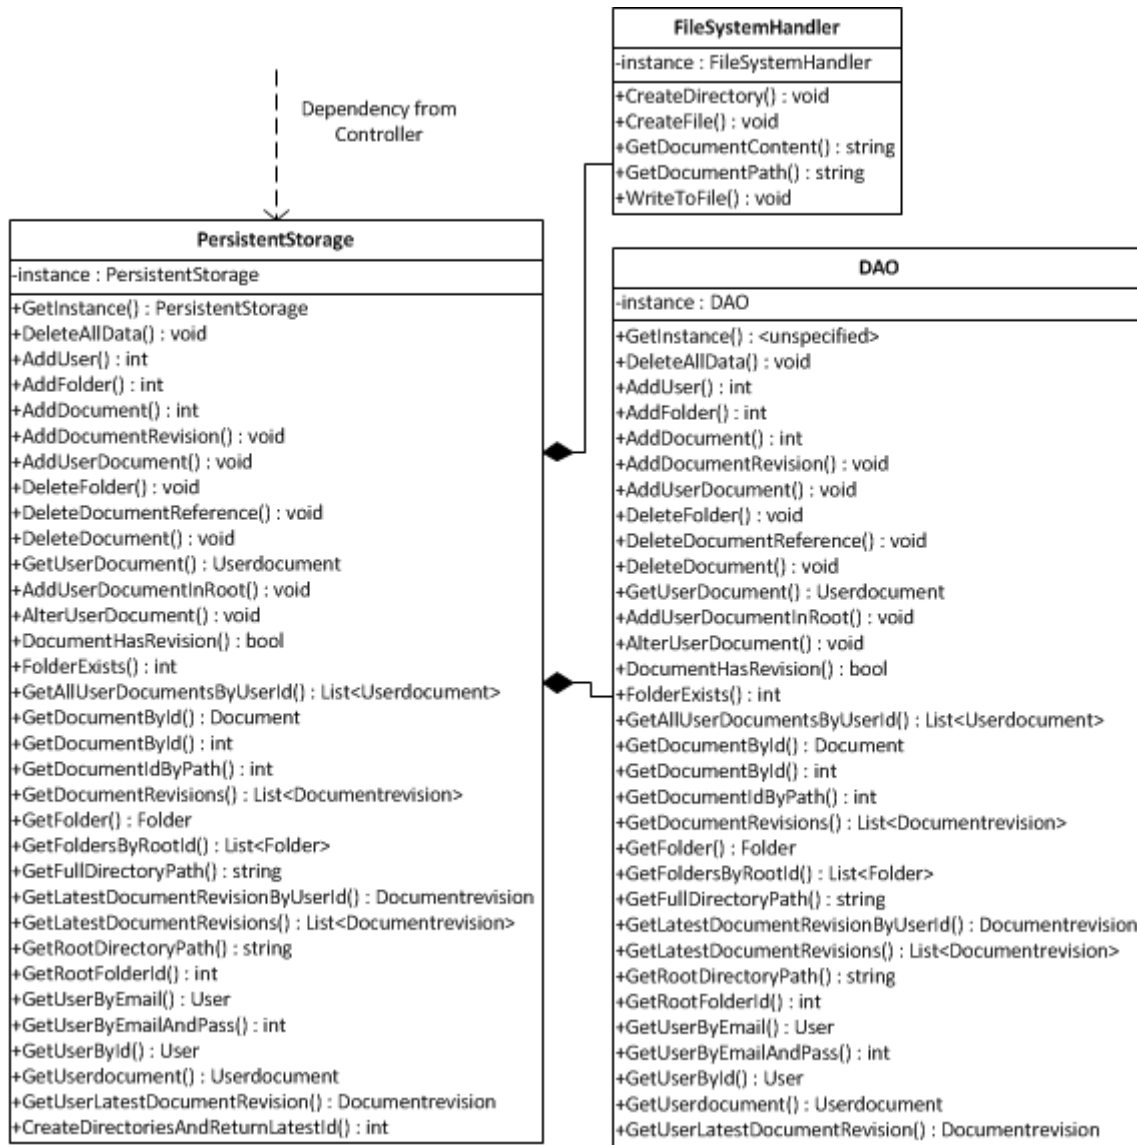 FileSystemHandler
-instance : FileSystemHandler
+CreateDirectory() : void
+CreateFile() : void
+GetDocumentContent() : string
+GetDocumentPath() : string
+WriteToFile() : void
Dependency from
Controller
PersistentStorage
-instance : PersistentStorage
+GetInstance() : PersistentStorage
+DeleteAllData() : void
+AddUser() : int
+AddFolder() : int
+AddDocument() : int
+AddDocumentRevision() : void
+AddUserDocument() : void
+DeleteFolder() : void
+DeleteDocumentReference() : void
+DeleteDocument() : void
+GetUserDocument() : Userdocument
+AddUserDocumentInRoot() : void
+AlterUserDocument() : void
+DocumentHasRevision() : bool
+FolderExists() : int
+GetAllUserDocumentsByUserId() : List<Userdocument>
+GetDocumentById() : Document
+GetDocumentById() : int
+GetDocumentIdByPath() : int
+GetDocumentRevisions() : List<Documentrevision>
+GetFolder() : Folder
+GetFoldersByRootId() : List<Folder>
+GetFullDirectoryPath() : string
+GetLatestDocumentRevisionByUserId() : Documentrevision
+GetLatestDocumentRevisions() : List<Documentrevision>
+GetRootDirectoryPath() : string
+GetRootFolderId() : int
+GetUserByEmail() : User
+GetUserByEmailAndPass() : int
+GetUserById() : User
+GetUserdocument() : Userdocument
+GetUserLatestDocumentRevision() : Documentrevision
+CreateDirectoriesAndReturnLatestId() : int
DAO
-instance : DAO
+GetInstance() : <unspecified>
+DeleteAllData() : void
+AddUser() : int
+AddFolder() : int
+AddDocument() : int
+AddDocumentRevision() : void
+AddUserDocument() : void
+DeleteFolder() : void
+DeleteDocumentReference() : void
+DeleteDocument() : void
+GetUserDocument() : Userdocument
+AddUserDocumentInRoot() : void
+AlterUserDocument() : void
+DocumentHasRevision() : bool
+FolderExists() : int
+GetAllUserDocumentsByUserId() : List<Userdocument>
+GetDocumentById() : Document
+GetDocumentById() : int
+GetDocumentIdByPath() : int
+GetDocumentRevisions() : List<Documentrevision>
+GetFolder() : Folder
+GetFoldersByRootId() : List<Folder>
+GetFullDirectoryPath() : string
+GetLatestDocumentRevisionByUserId() : Documentrevision
+GetLatestDocumentRevisions() : List<Documentrevision>
+GetRootDirectoryPath() : string
+GetRootFolderId() : int
+GetUserByEmail() : User
+GetUserByEmailAndPass() : int
+GetUserById() : User
+GetUserdocument() : Userdocument
+GetUserLatestDocumentRevision() : Documentrevision